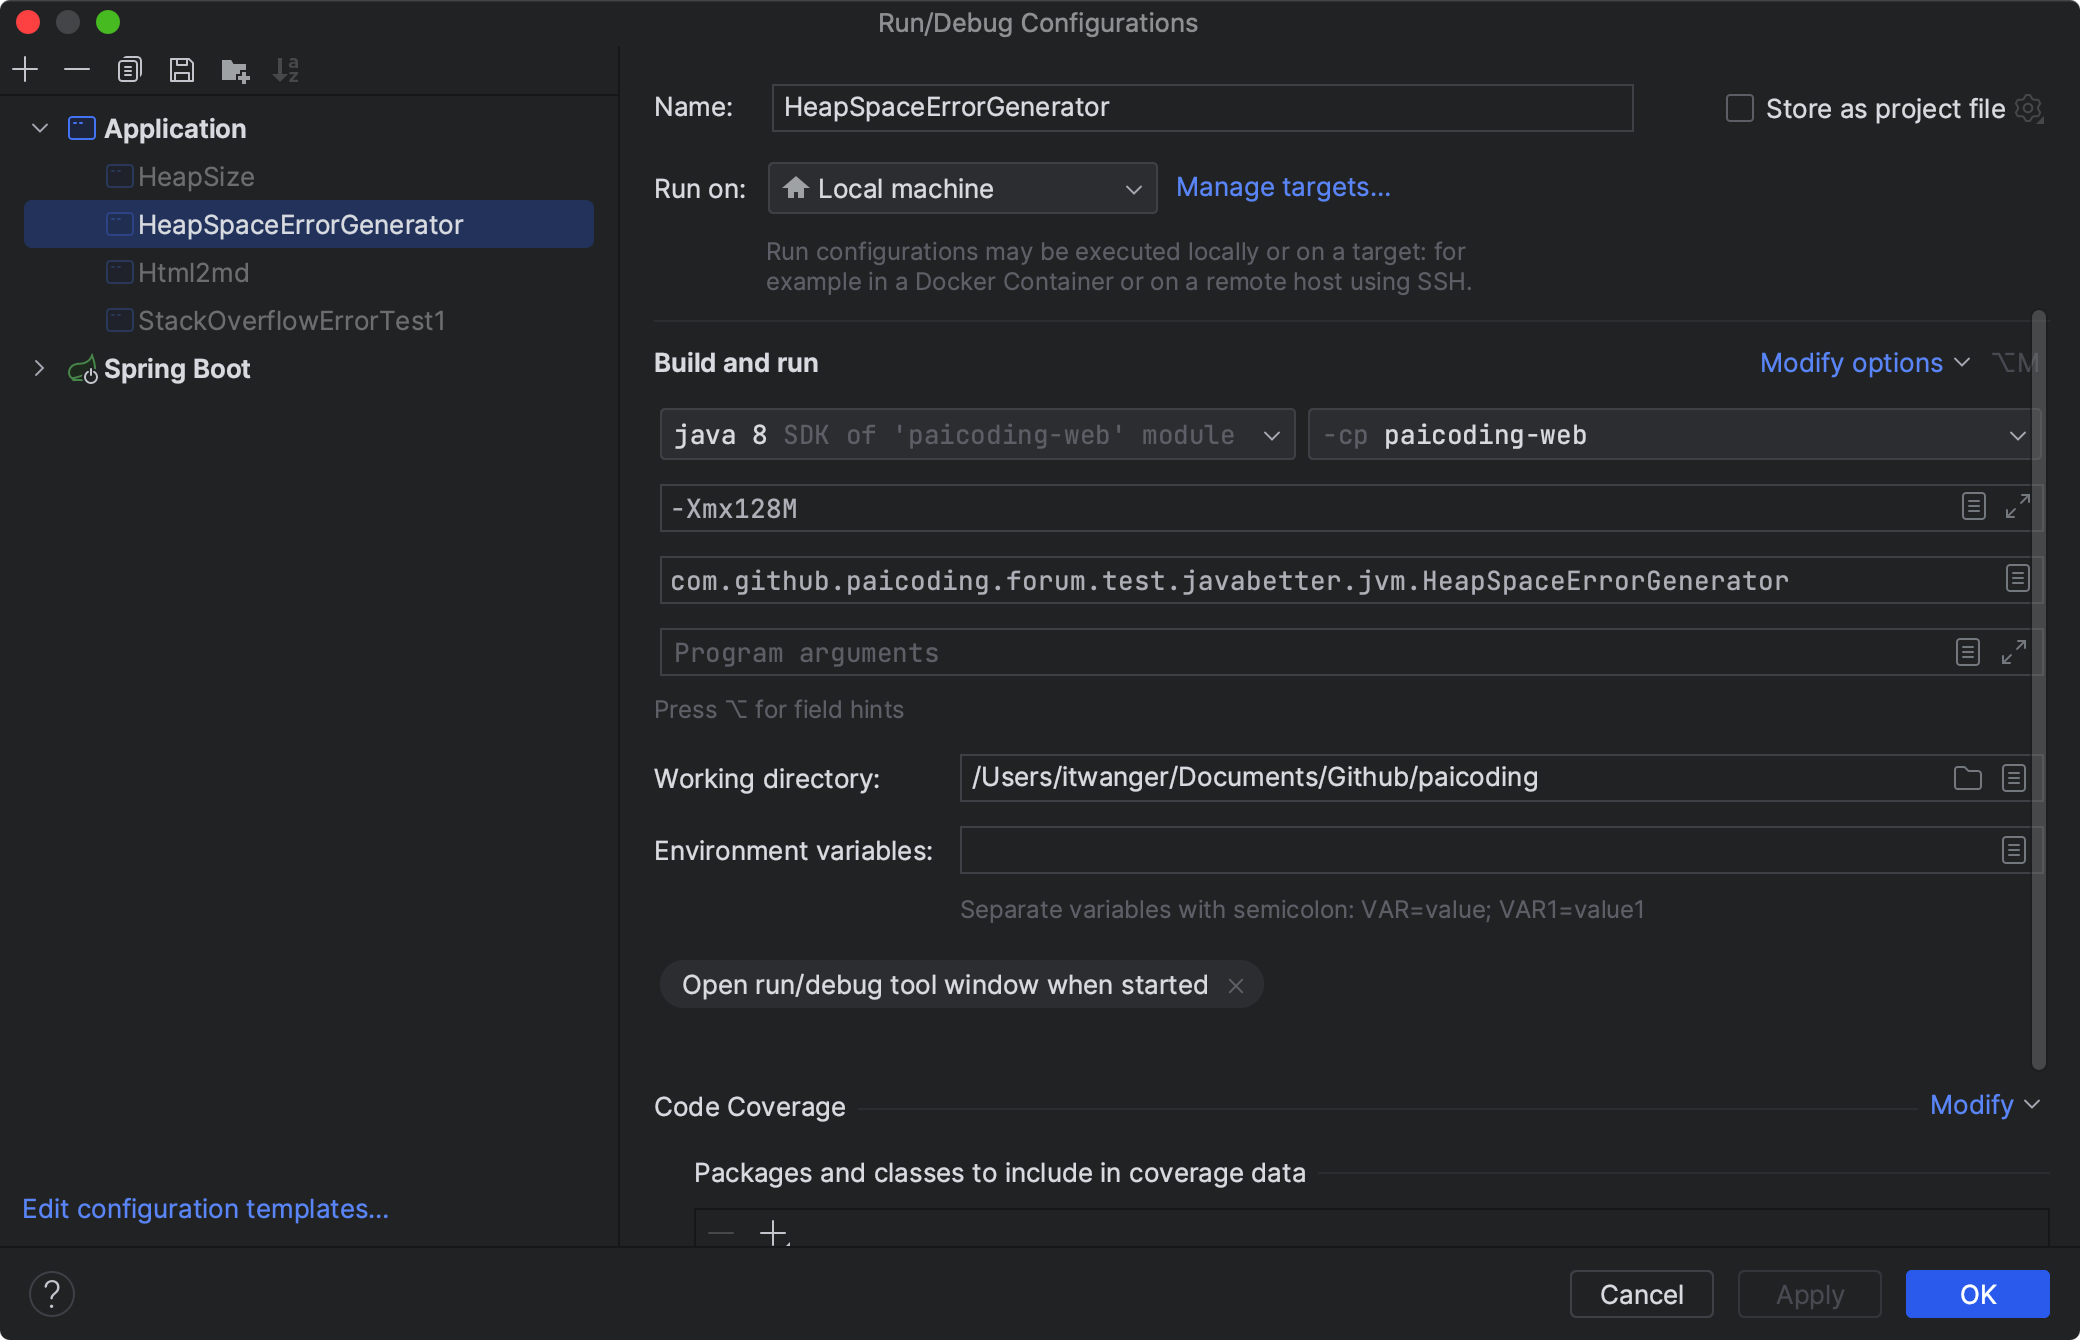 Run/Debug Configurations
Application
HeapSize
HeapSpaceErrorGenerator
Html2md
StackOverflowErrorTest1
Spring Boot
Edit configuration templates...
Name: HeapSpaceErrorGenerator
Store as project file
Run on: Local machine Manage targets...
Run configurations may be executed locally or on a target: for
example in a Docker Container or on a remote host using SSH.
Build and run
Modify options ⌥M
java 8 SDK of 'paicoding-web' module
-cp paicoding-web
-Xmx128M
com.github.paicoding.forum.test.javabetter.jvm.HeapSpaceErrorGenerator
Program arguments
Press ⌥ for field hints
Working directory: /Users/itwanger/Documents/Github/paicoding
Environment variables:
Separate variables with semicolon: VAR=value; VAR1=value1
Open run/debug tool window when started
Code Coverage
Modify
Packages and classes to include in coverage data
Cancel
Apply
OK